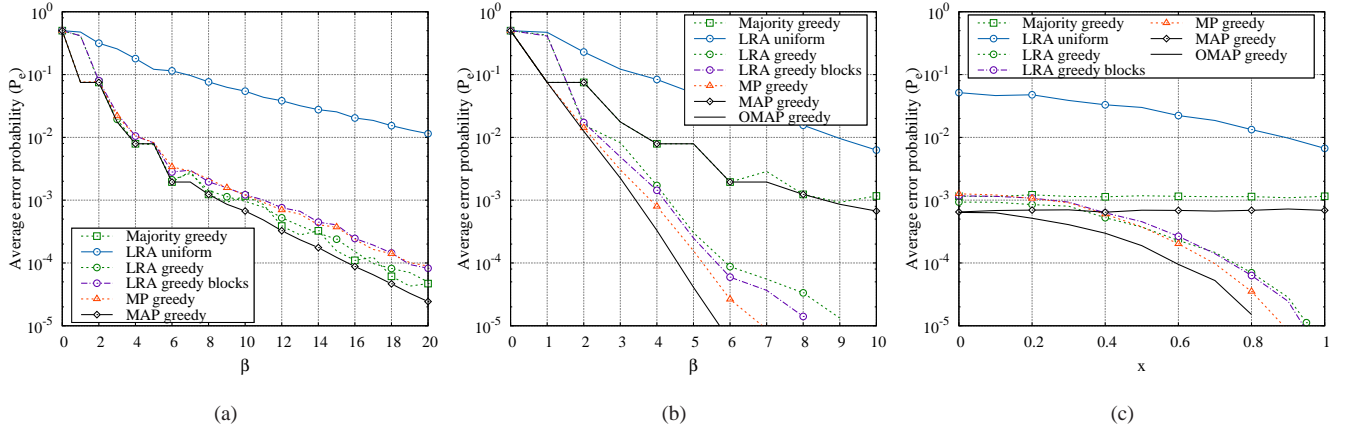 Average error probability (P_e)
10^0
10^-1
10^-2
10^-3
10^-4
10^-5
Majority greedy
LRA uniform
LRA greedy
LRA greedy blocks
MP greedy
MAP greedy
0 2 4 6 8 10 12 14 16 18 20
β
(a)
Average error probability (P_e)
10^0
10^-1
10^-2
10^-3
10^-4
10^-5
Majority greedy
LRA uniform
LRA greedy
LRA greedy blocks
MP greedy
MAP greedy
OMAP greedy
0 1 2 3 4 5 6 7 8 9 10
β
(b)
Average error probability (P_e)
10^0
10^-1
10^-2
10^-3
10^-4
10^-5
Majority greedy
LRA uniform
LRA greedy
LRA greedy blocks
MP greedy
MAP greedy
OMAP greedy
0 0.2 0.4 0.6 0.8 1
x
(c)